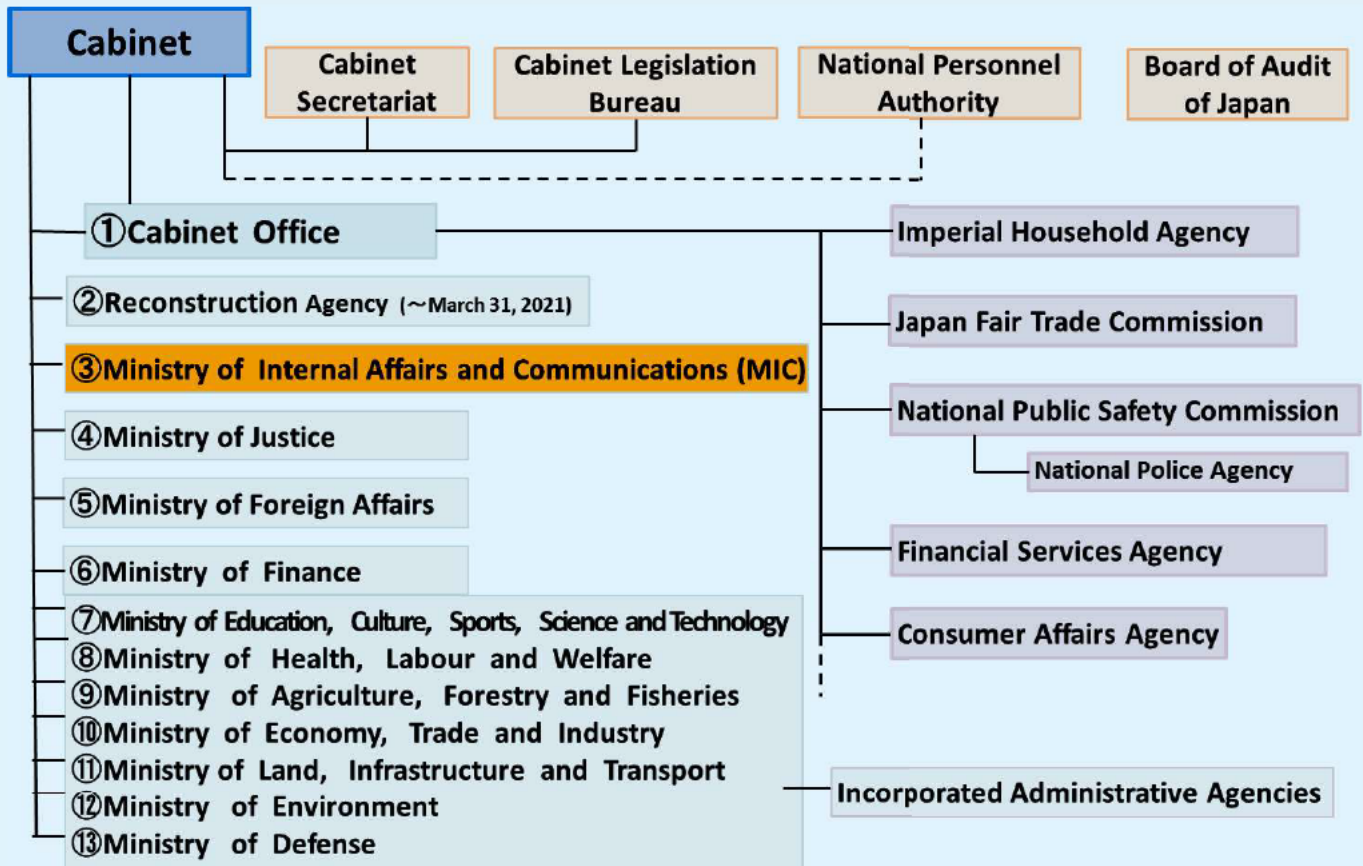 Cabinet
Cabinet
Secretariat
Cabinet Legislation
Bureau
National Personnel
Authority
Board of Audit
of Japan
①Cabinet Office
②Reconstruction Agency (~March 31, 2021)
③Ministry of Internal Affairs and Communications (MIC)
④Ministry of Justice
⑤Ministry of Foreign Affairs
⑥Ministry of Finance
⑦Ministry of Education, Culture, Sports, Science and Technology
⑧Ministry of Health, Labour and Welfare
⑨Ministry of Agriculture, Forestry and Fisheries
⑩Ministry of Economy, Trade and Industry
⑪Ministry of Land, Infrastructure and Transport
⑫Ministry of Environment
⑬Ministry of Defense
Imperial Household Agency
Japan Fair Trade Commission
National Public Safety Commission
National Police Agency
Financial Services Agency
Consumer Affairs Agency
Incorporated Administrative Agencies